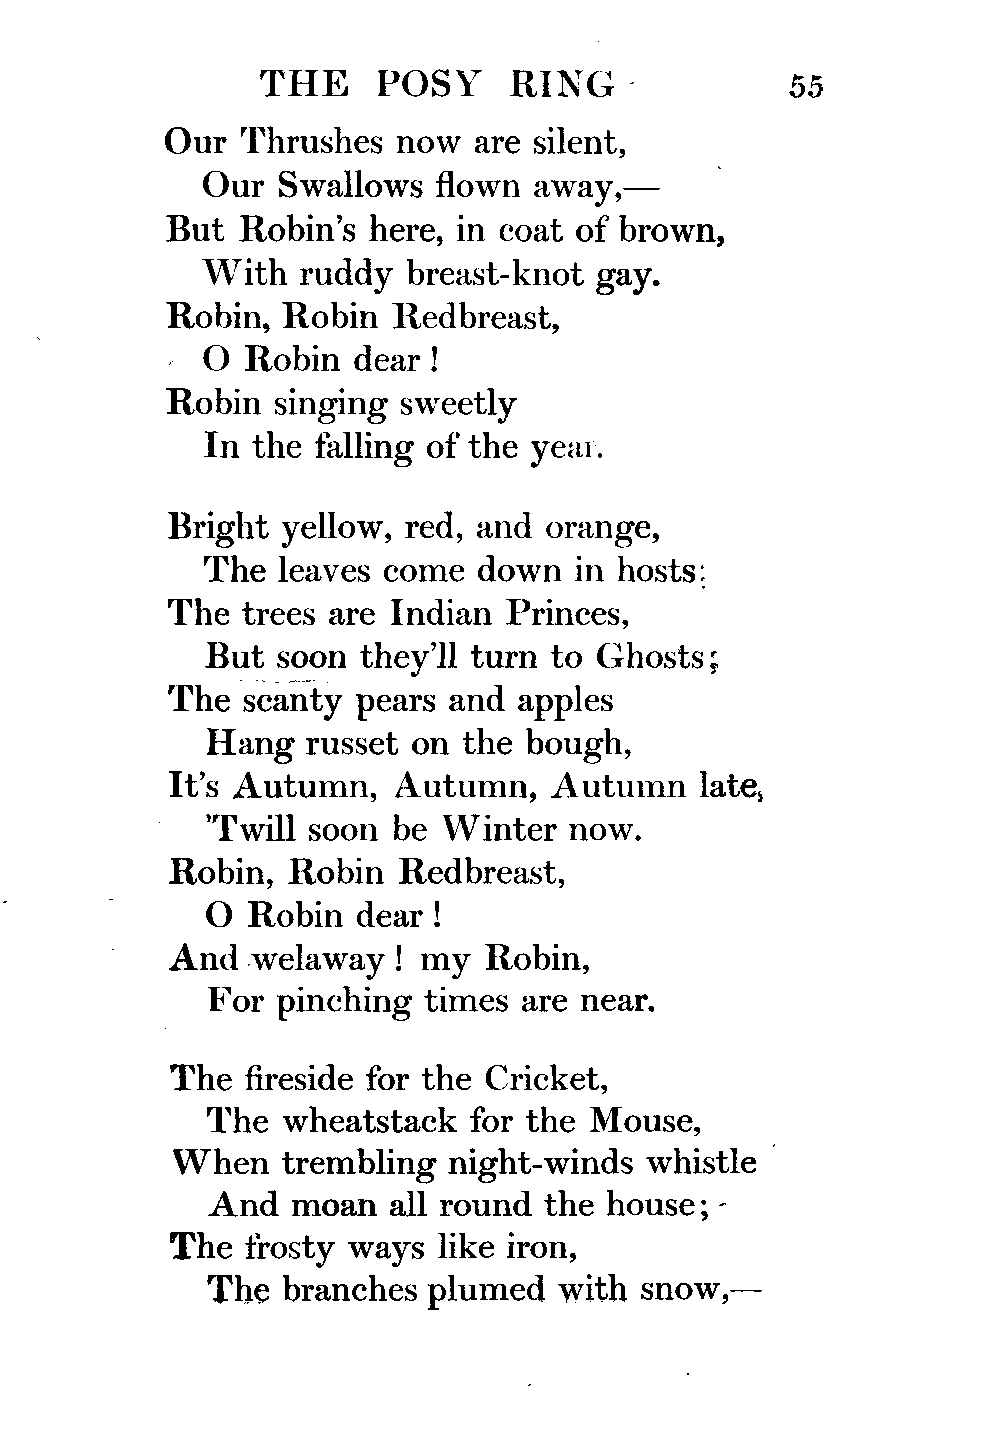 THE POSY RING 55
Our Thrushes now are silent,
Our Swallows flown away,—
But Robin's here, in coat of brown,
With ruddy breast-knot gay.
Robin, Robin Redbreast,
O Robin dear !
Robin singing sweetly
In the falling of the year.
Bright yellow, red, and orange,
The leaves come down in hosts;
The trees are Indian Princes,
But soon they'll turn to Ghosts;
The scanty pears and apples
Hang russet on the bough,
It's Autumn, Autumn, Autumn late,
'Twill soon be Winter now.
Robin, Robin Redbreast,
O Robin dear !
And welaway ! my Robin,
For pinching times are near.
The fireside for the Cricket,
The wheatstack for the Mouse,
When trembling night-winds whistle
And moan all round the house;
The frosty ways like iron,
The branches plumed with snow,—